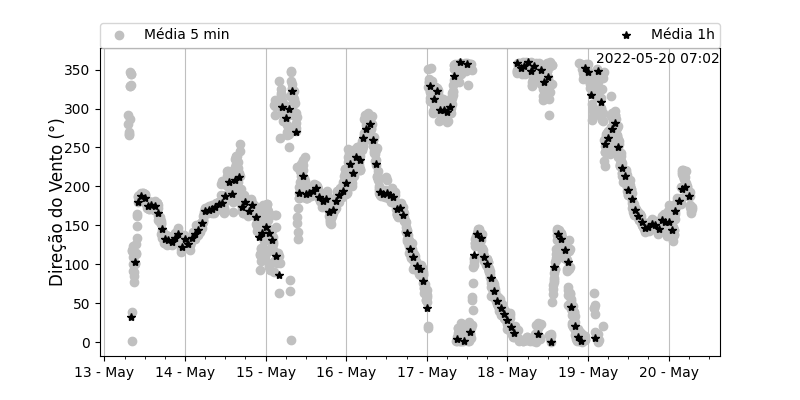 Média 5 min
Média 1h
2022-05-20 07:02
Direção do Vento (°)
350
300
250
200
150
100
50
0
13 - May
14 - May
15 - May
16 - May
17 - May
18 - May
19 - May
20 - May